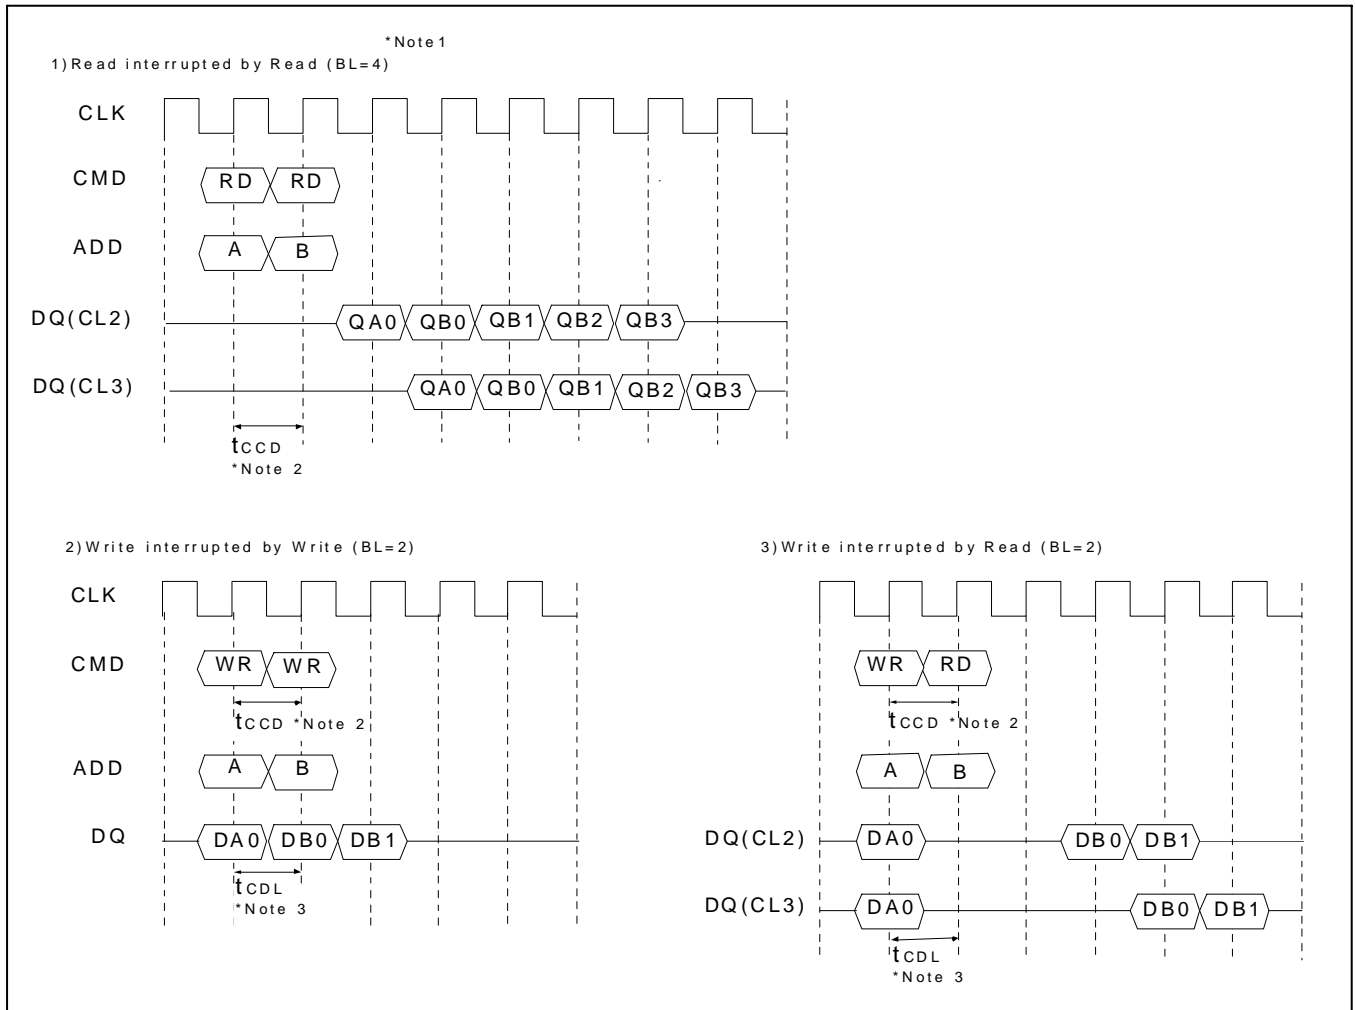 *Note1
1)Read interrupted by Read (BL=4)
CLK
CMD RD RD
ADD A B
DQ(CL2) QA0 QB0 QB1 QB2 QB3
DQ(CL3) QA0 QB0 QB1 QB2 QB3
tCCD
*Note 2
2)Write interrupted by Write (BL=2)
CLK
CMD WR WR
tCCD *Note 2
ADD A B
DQ DA0 DB0 DB1
tCDL
*Note 3
3)Write interrupted by Read (BL=2)
WR RD
tCCD *Note 2
A B
DQ(CL2) DA0 DB0 DB1
DQ(CL3) DA0 DB0 DB1
tCDL
*Note 3